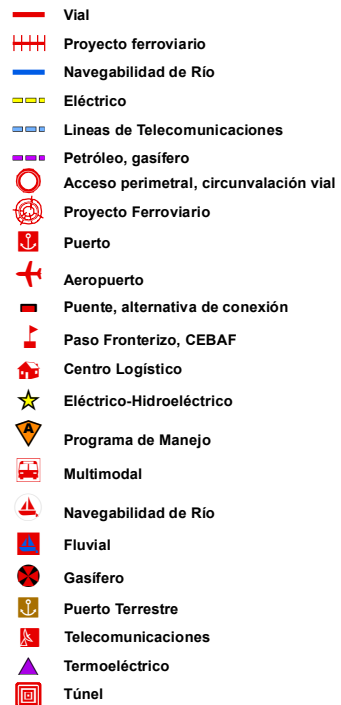 Vial
Proyecto ferroviario
Navegabilidad de Río
Eléctrico
Lineas de Telecomunicaciones
Petróleo, gasífero
Acceso perimetral, circunvalación vial
Proyecto Ferroviario
Puerto
Aeropuerto
Puente, alternativa de conexión
Paso Fronterizo, CEBAF
Centro Logístico
Eléctrico-Hidroeléctrico
A
Programa de Manejo
Multimodal
Navegabilidad de Río
Fluvial
Gasífero
Puerto Terrestre
Telecomunicaciones
Termoeléctrico
Túnel